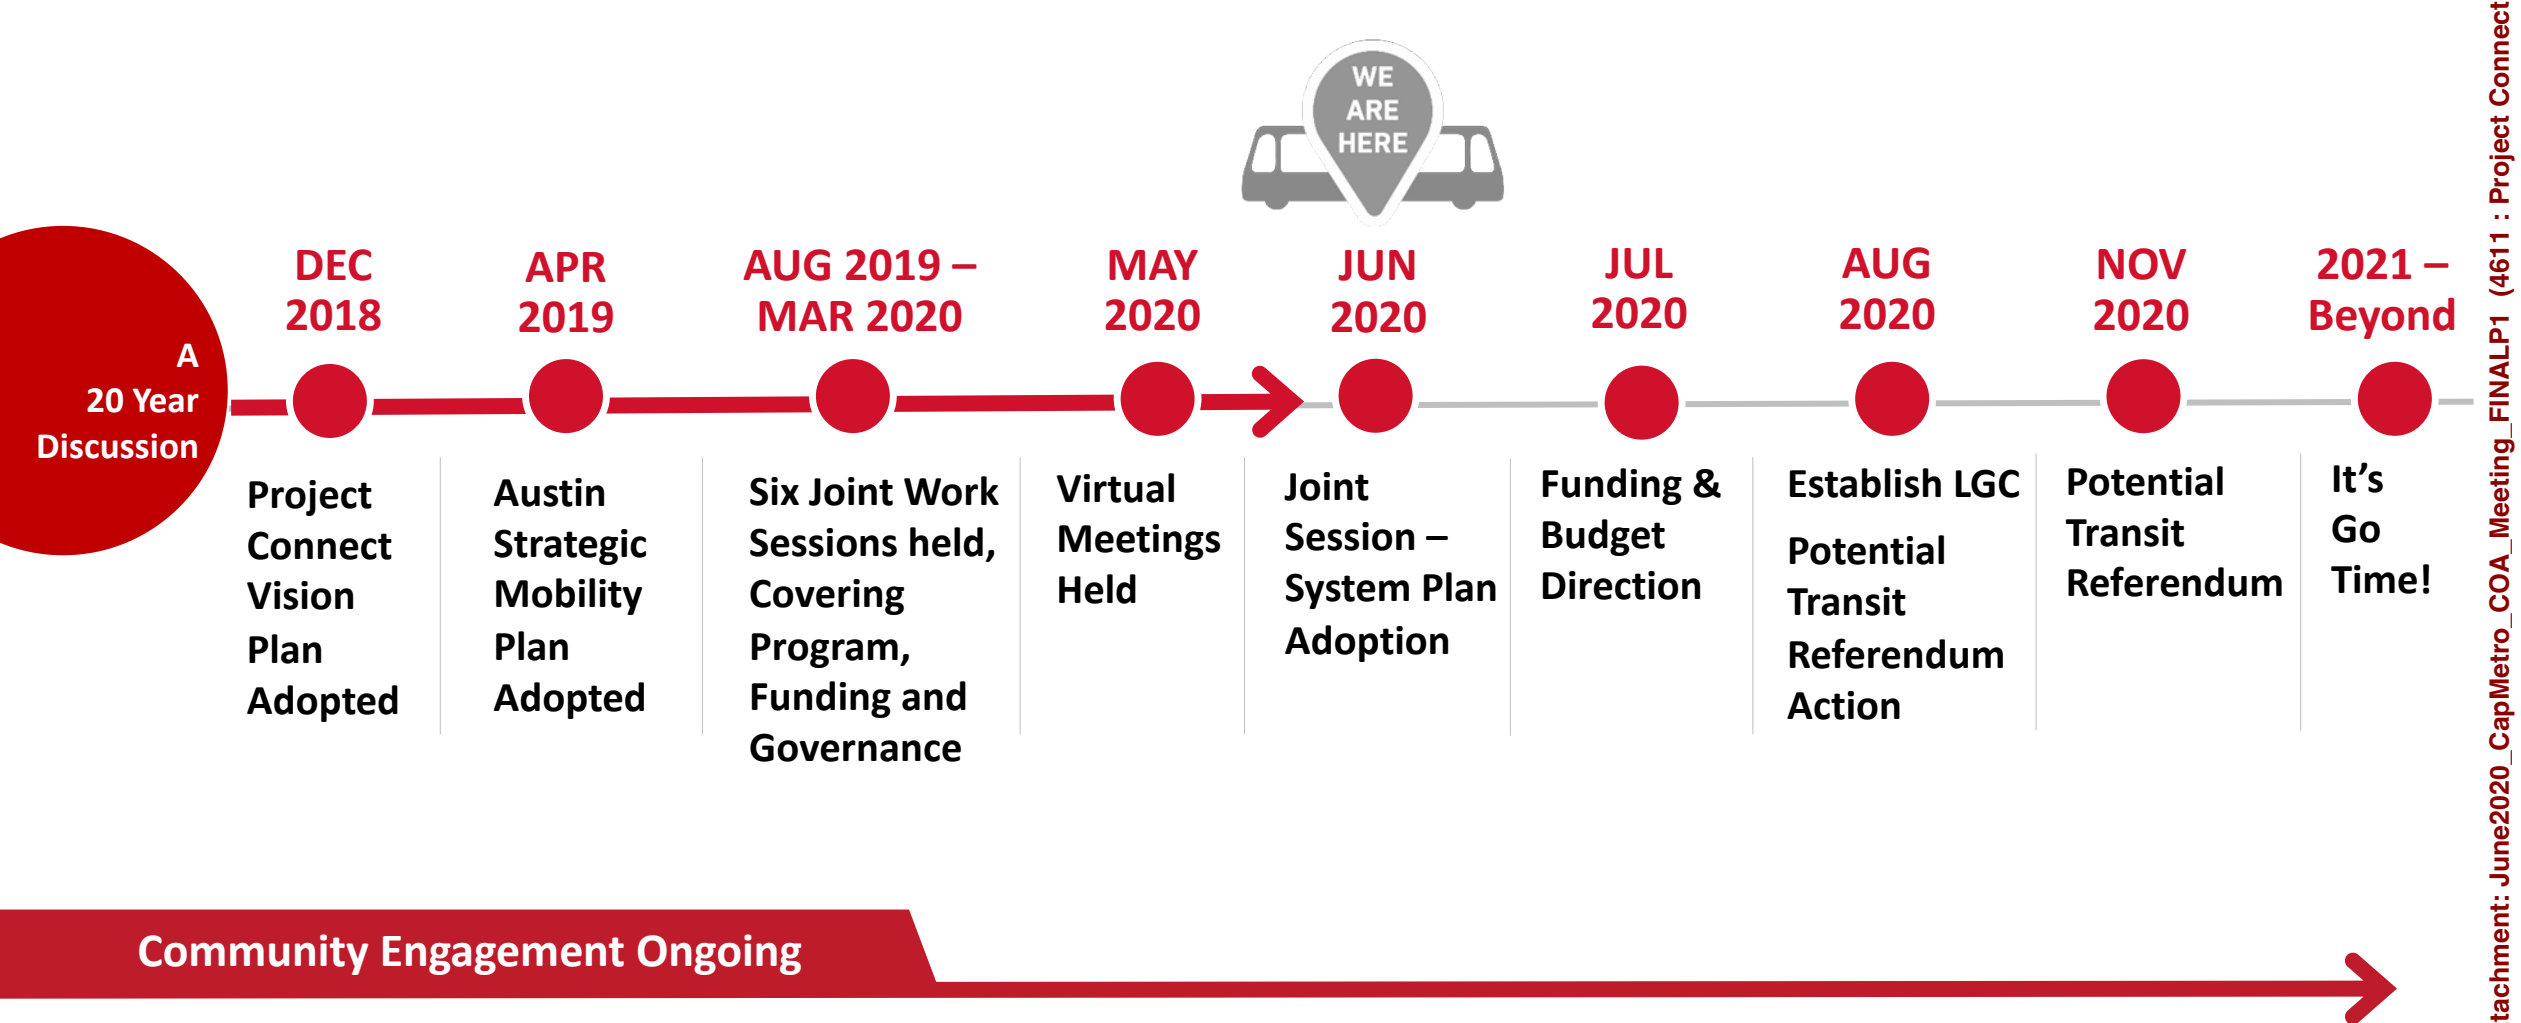 WE
ARE
HERE
A
20 Year
Discussion
DEC
2018
Project
Connect
Vision
Plan
Adopted
APR
2019
Austin
Strategic
Mobility
Plan
Adopted
AUG 2019 –
MAR 2020
Six Joint Work
Sessions held,
Covering
Program,
Funding and
Governance
MAY
2020
Virtual
Meetings
Held
JUN
2020
Joint
Session –
System Plan
Adoption
JUL
2020
Funding &
Budget
Direction
AUG
2020
Establish LGC
Potential
Transit
Referendum
Action
NOV
2020
Potential
Transit
Referendum
2021 –
Beyond
It's
Go
Time!
Community Engagement Ongoing
tachment: June2020_CapMetro_COA_Meeting_FINALP1 (4611 : Project Connect